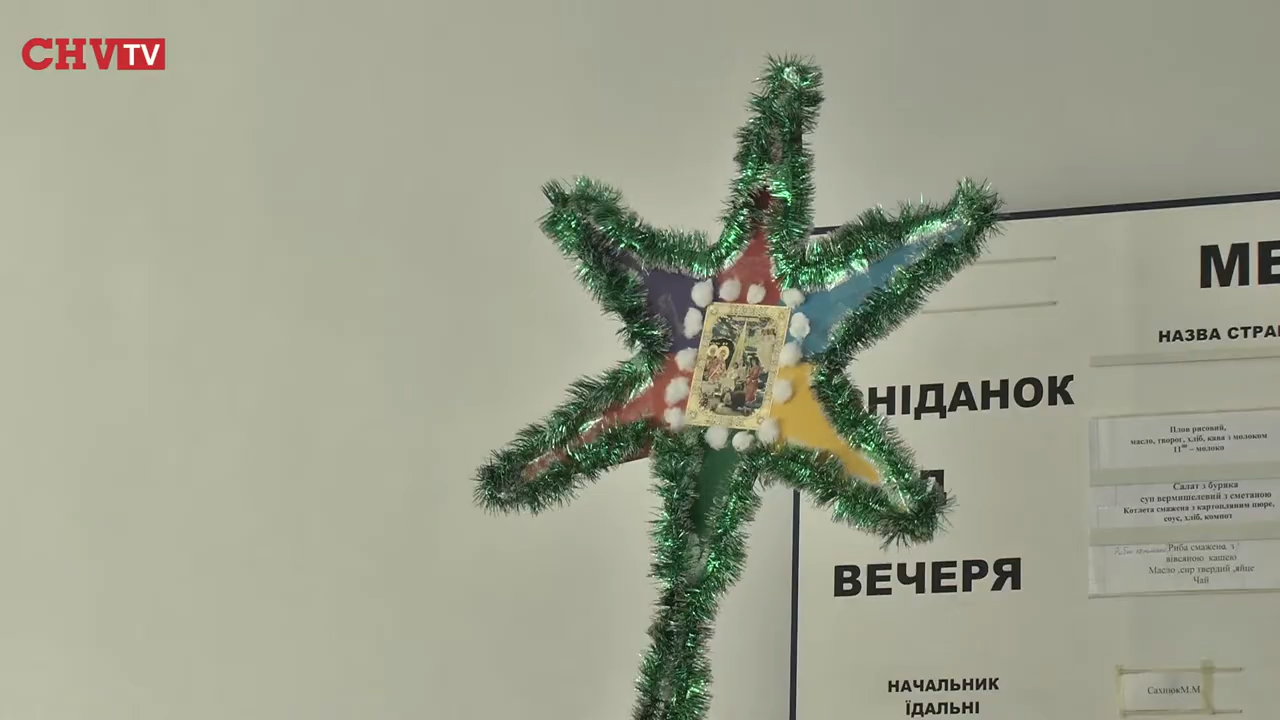 CHVTV
МЕ
НАЗВА СТРА
НІДАНОК
Плов рисовий,
масло, творог, хліб, кава з молоком
11⁰⁰ – молоко
Салат з буряка
суп вермишелевий з сметаною
Котлета смажена з картопляним пюре,
соус, хліб, компот
ВЕЧЕРЯ
Риба смажена з
вівсяною кашею
Масло ,сир твердий ,яйце
Чай
НАЧАЛЬНИК
ЇДАЛЬНІ
СахнюкМ.М